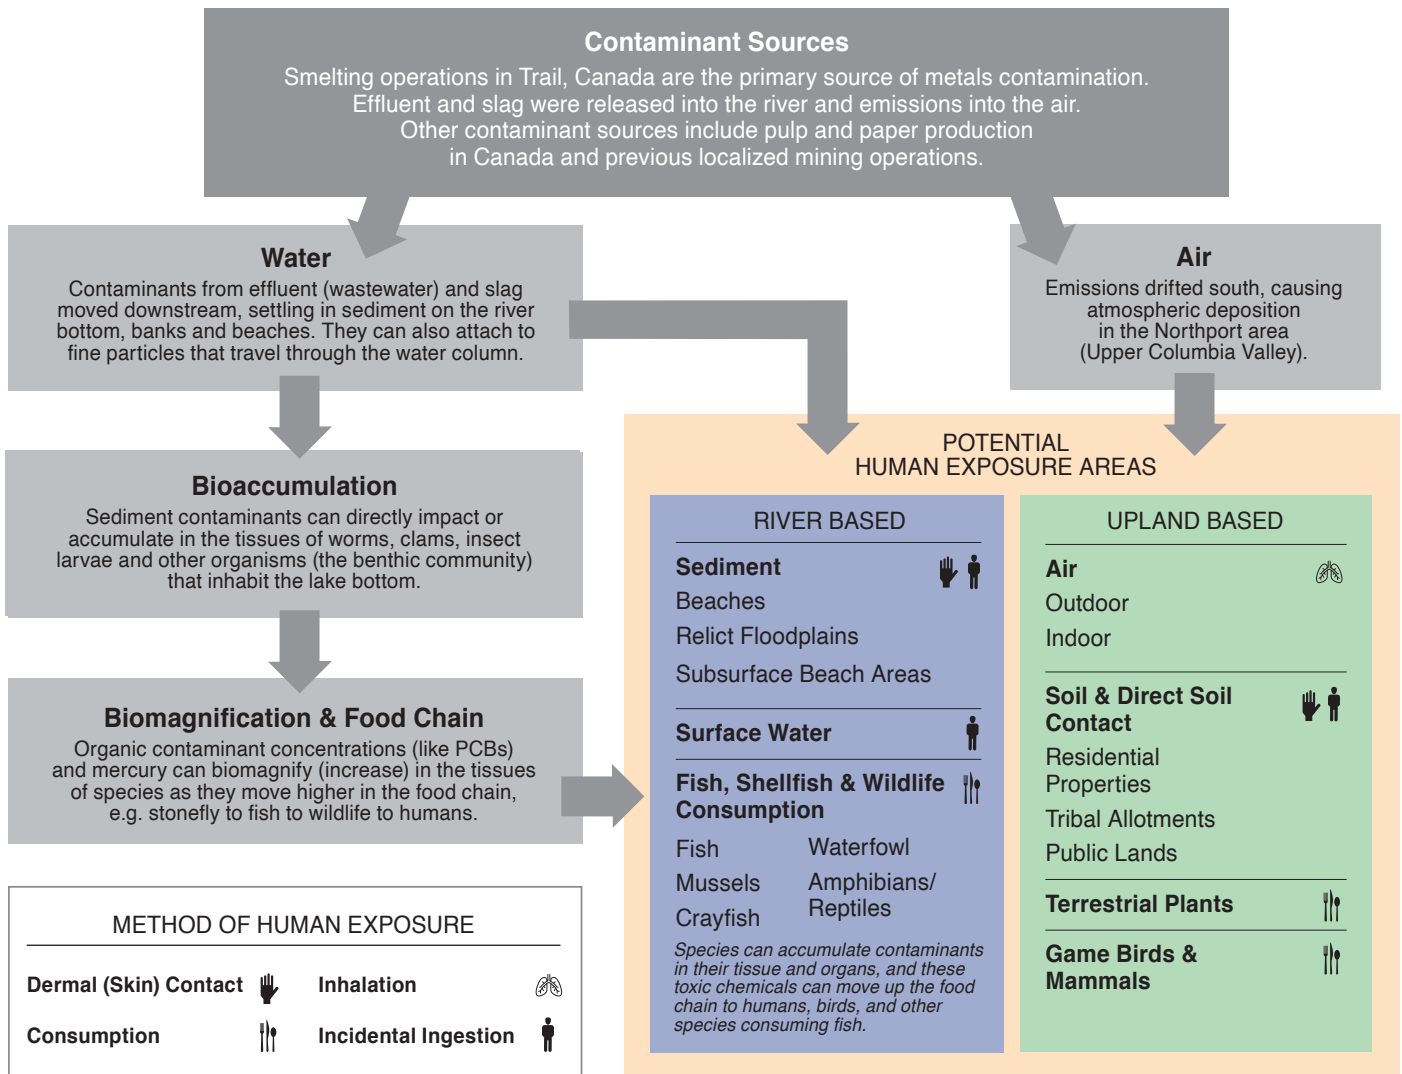 Contaminant Sources
Smelting operations in Trail, Canada are the primary source of metals contamination.
Effluent and slag were released into the river and emissions into the air.
Other contaminant sources include pulp and paper production
in Canada and previous localized mining operations.
Water
Contaminants from effluent (wastewater) and slag
moved downstream, settling in sediment on the river
bottom, banks and beaches. They can also attach to
fine particles that travel through the water column.
Air
Emissions drifted south, causing
atmospheric deposition
in the Northport area
(Upper Columbia Valley).
Bioaccumulation
Sediment contaminants can directly impact or
accumulate in the tissues of worms, clams, insect
larvae and other organisms (the benthic community)
that inhabit the lake bottom.
Biomagnification & Food Chain
Organic contaminant concentrations (like PCBs)
and mercury can biomagnify (increase) in the tissues
of species as they move higher in the food chain,
e.g. stonefly to fish to wildlife to humans.
METHOD OF HUMAN EXPOSURE
Dermal (Skin) Contact
Inhalation
Consumption
Incidental Ingestion
POTENTIAL
HUMAN EXPOSURE AREAS
RIVER BASED
Sediment
Beaches
Relict Floodplains
Subsurface Beach Areas
Surface Water
Fish, Shellfish & Wildlife
Consumption
Fish
Mussels
Crayfish
Waterfowl
Amphibians/
Reptiles
Species can accumulate contaminants
in their tissue and organs, and these
toxic chemicals can move up the food
chain to humans, birds, and other
species consuming fish.
UPLAND BASED
Air
Outdoor
Indoor
Soil & Direct Soil
Contact
Residential
Properties
Tribal Allotments
Public Lands
Terrestrial Plants
Game Birds &
Mammals